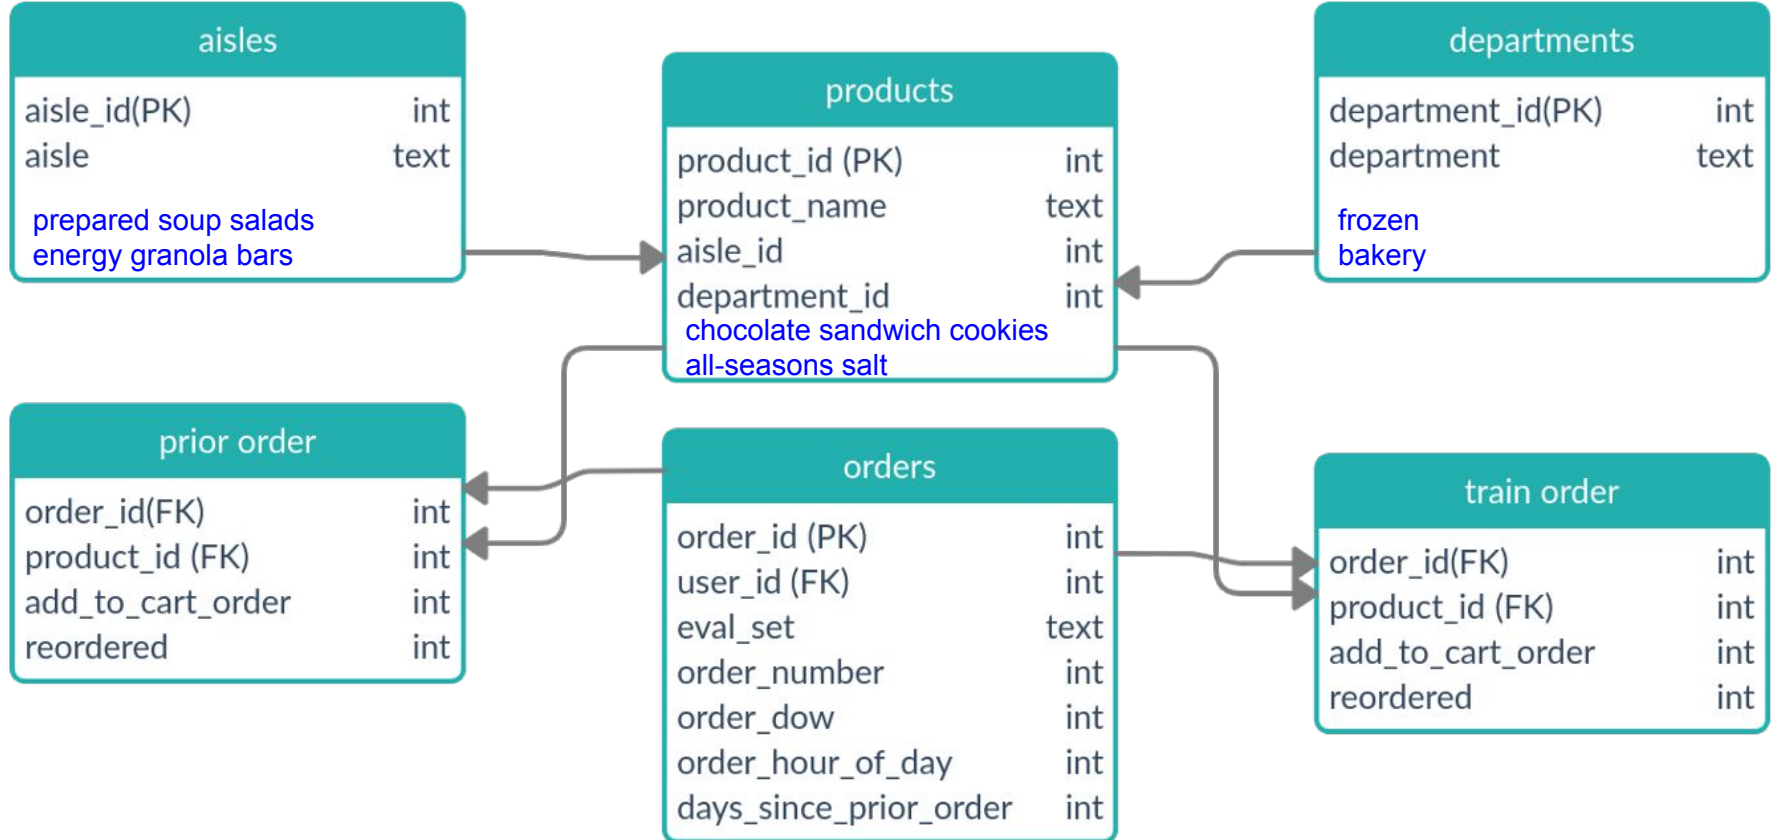 aisles
aisle_id(PK) int
aisle text
prepared soup salads
energy granola bars
products
product_id (PK) int
product_name text
aisle_id int
department_id int
chocolate sandwich cookies
all-seasons salt
departments
department_id(PK) int
department text
frozen
bakery
prior order
order_id(FK) int
product_id (FK) int
add_to_cart_order int
reordered int
orders
order_id (PK) int
user_id (FK) int
eval_set text
order_number int
order_dow int
order_hour_of_day int
days_since_prior_order int
train order
order_id(FK) int
product_id (FK) int
add_to_cart_order int
reordered int